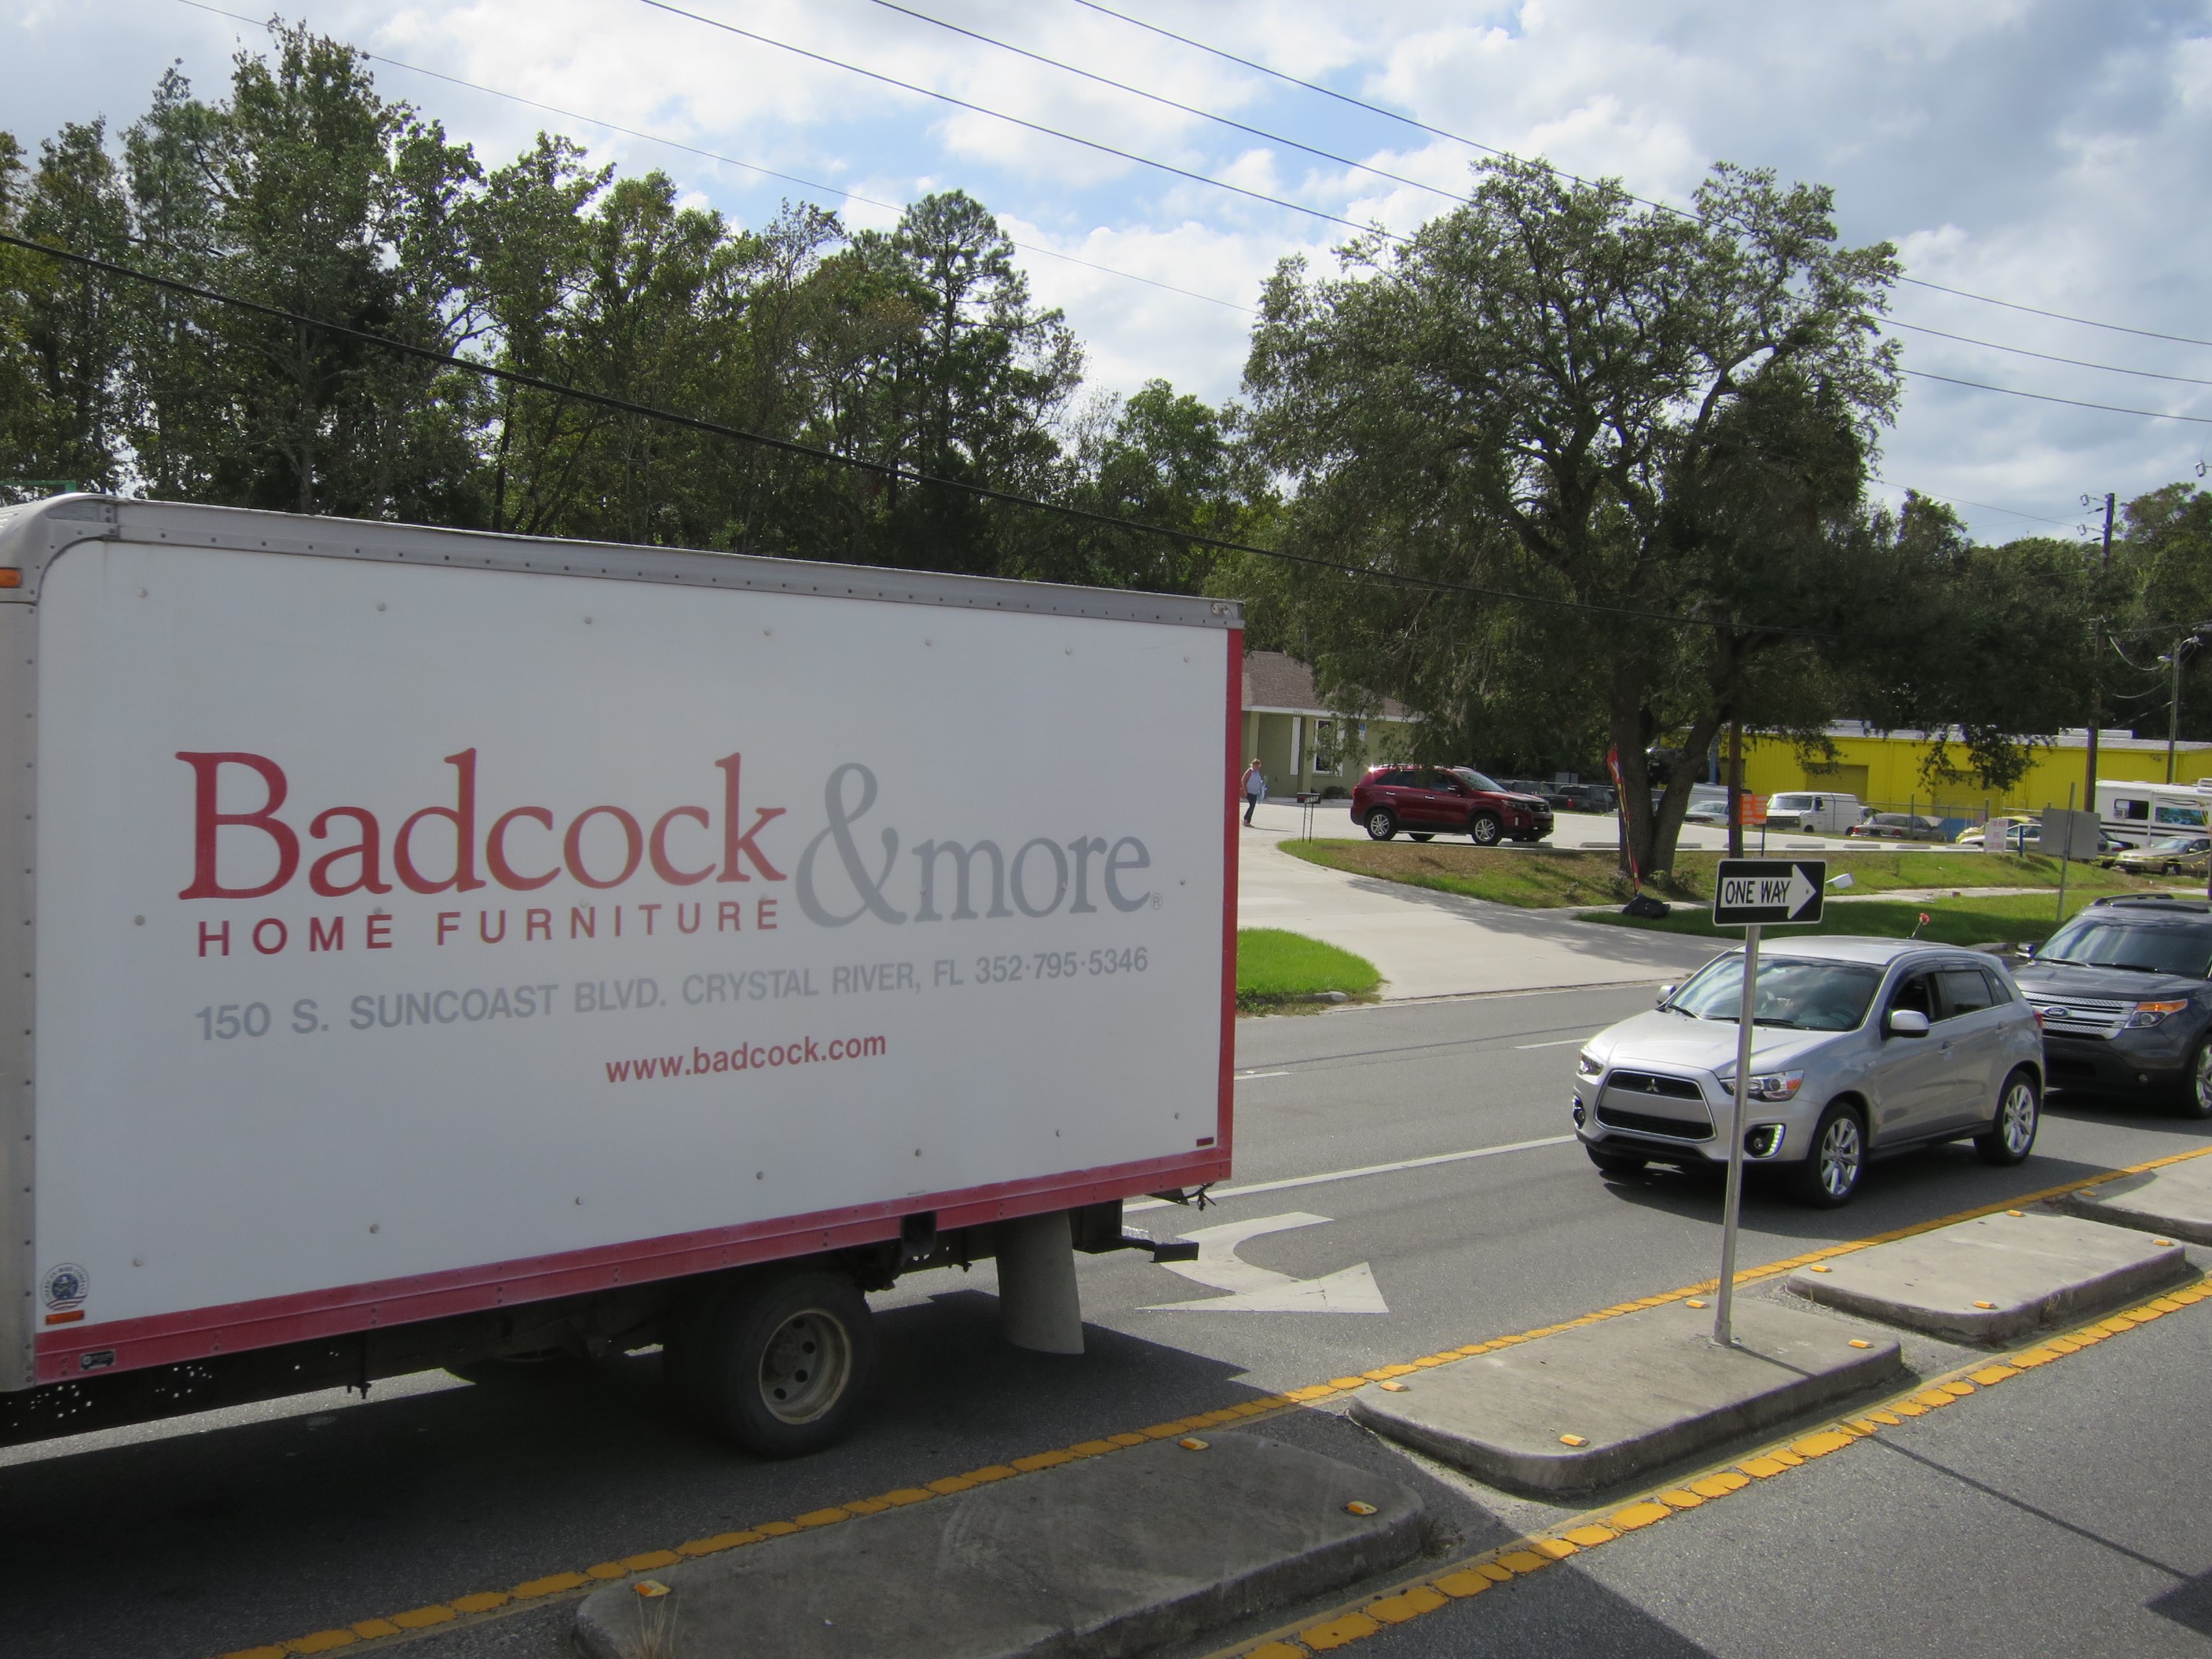 Badcock &more®
HOME FURNITURE
150 S. SUNCOAST BLVD. CRYSTAL RIVER, FL 352·795·5346
www.badcock.com
ONE WAY